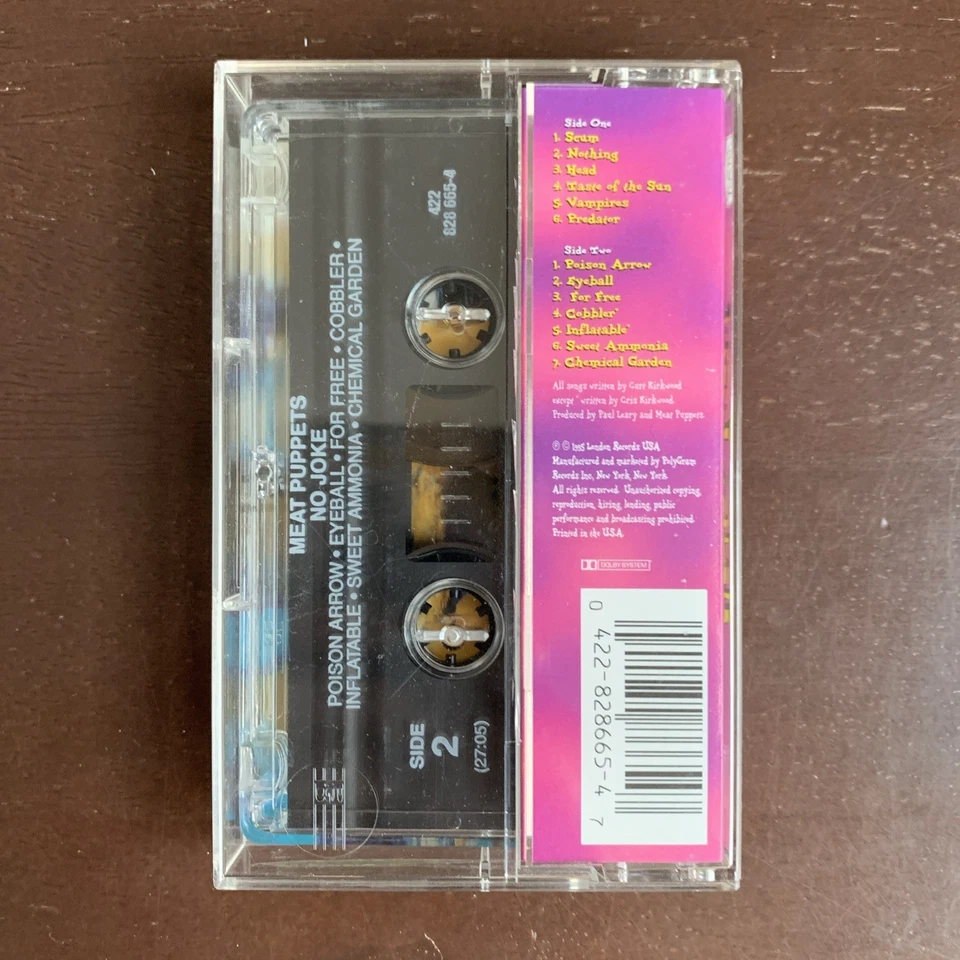 MEAT PUPPETS
NO JOKE
POISON ARROW • EYEBALL • FOR FREE • COBBLER •
INFLATABLE • SWEET AMMONIA • CHEMICAL GARDEN
422
828 665-4
SIDE
2
(27:05)
Side One
1. Scum
2. Nothing
3. Head
4. Taste of the Sun
5. Vampires
6. Predator
Side Two
1. Poison Arrow
2. Eyeball
3. For Free
4. Cobbler*
5. Inflatable*
6. Sweet Ammonia
7. Chemical Garden
All songs written by Curt Kirkwood
except * written by Cris Kirkwood
Produced by Paul Leary and Meat Puppets
℗ © 1995 London Records USA
Manufactured and marketed by PolyGram
Records Inc, New York, New York
All rights reserved. Unauthorized copying,
reproduction, hiring, lending, public
performance and broadcasting prohibited.
Printed in the U.S.A.
DOLBY SYSTEM
0 422-828665-4 7